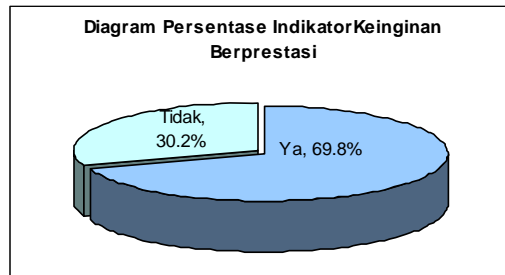 Diagram Persentase IndikatorKeinginan
Berprestasi
Tidak,
30.2%
Ya, 69.8%